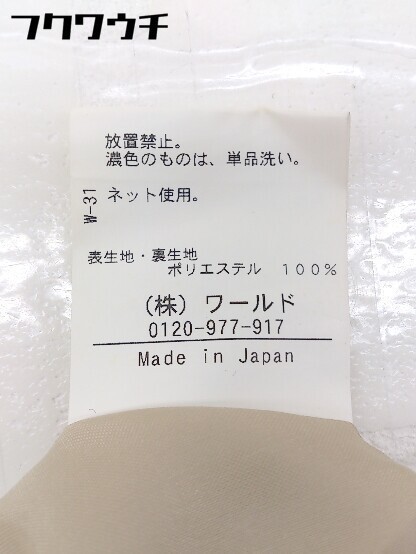 フクワウチ
放置禁止。
濃色のものは、単品洗い。
W-31
ネット使用。
表生地・裏生地
ポリエステル 100%
(株) ワールド
0120-977-917
Made in Japan